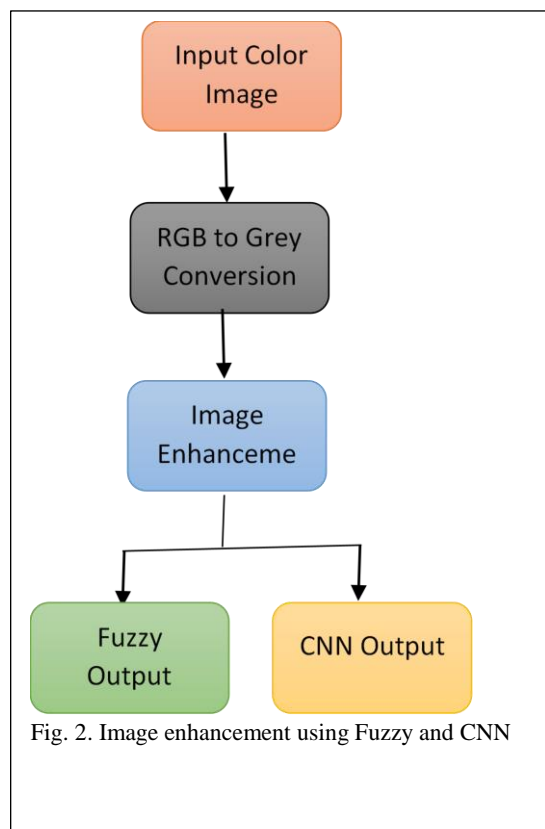 Input Color
Image
RGB to Grey
Conversion
Image
Enhanceme
Fuzzy
Output
CNN Output
Fig. 2. Image enhancement using Fuzzy and CNN